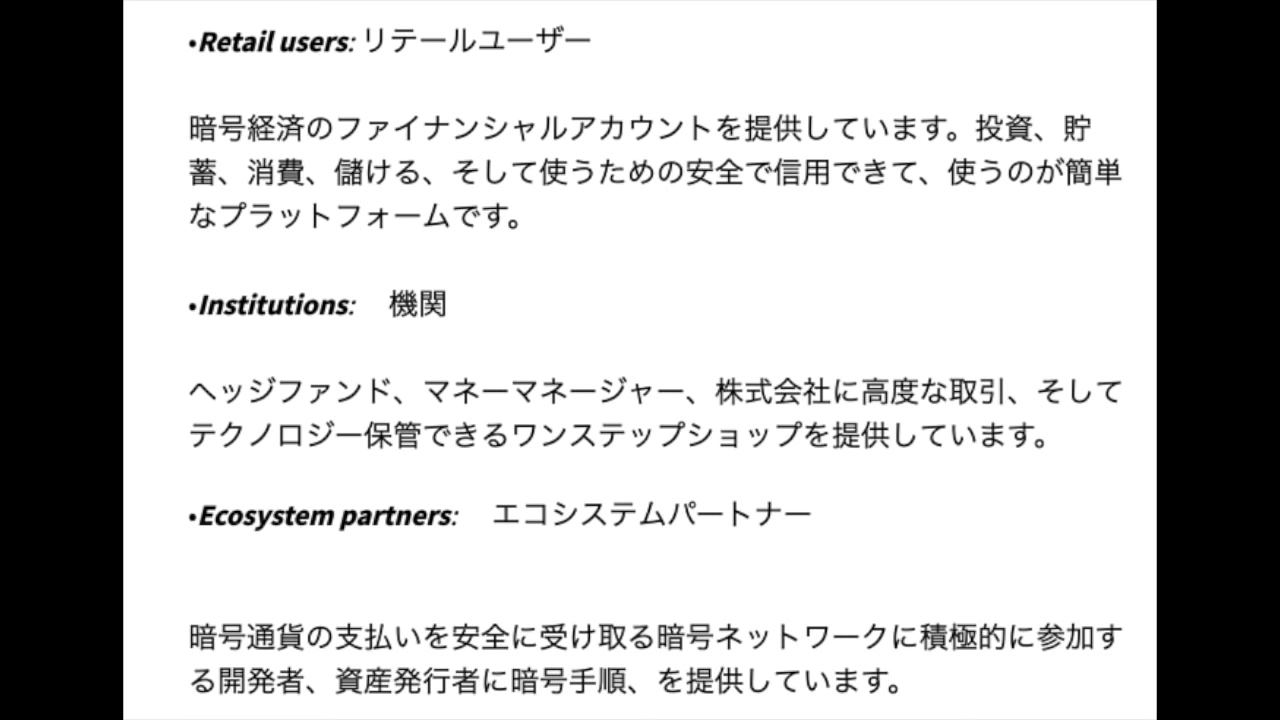 •Retail users: リテールユーザー
暗号経済のファイナンシャルアカウントを提供しています。投資、貯
蓄、消費、儲ける、そして使うための安全で信用できて、使うのが簡単
なプラットフォームです。
•Institutions:　機関
ヘッジファンド、マネーマネージャー、株式会社に高度な取引、そして
テクノロジー保管できるワンステップショップを提供しています。
•Ecosystem partners:　エコシステムパートナー
暗号通貨の支払いを安全に受け取る暗号ネットワークに積極的に参加す
る開発者、資産発行者に暗号手順、を提供しています。